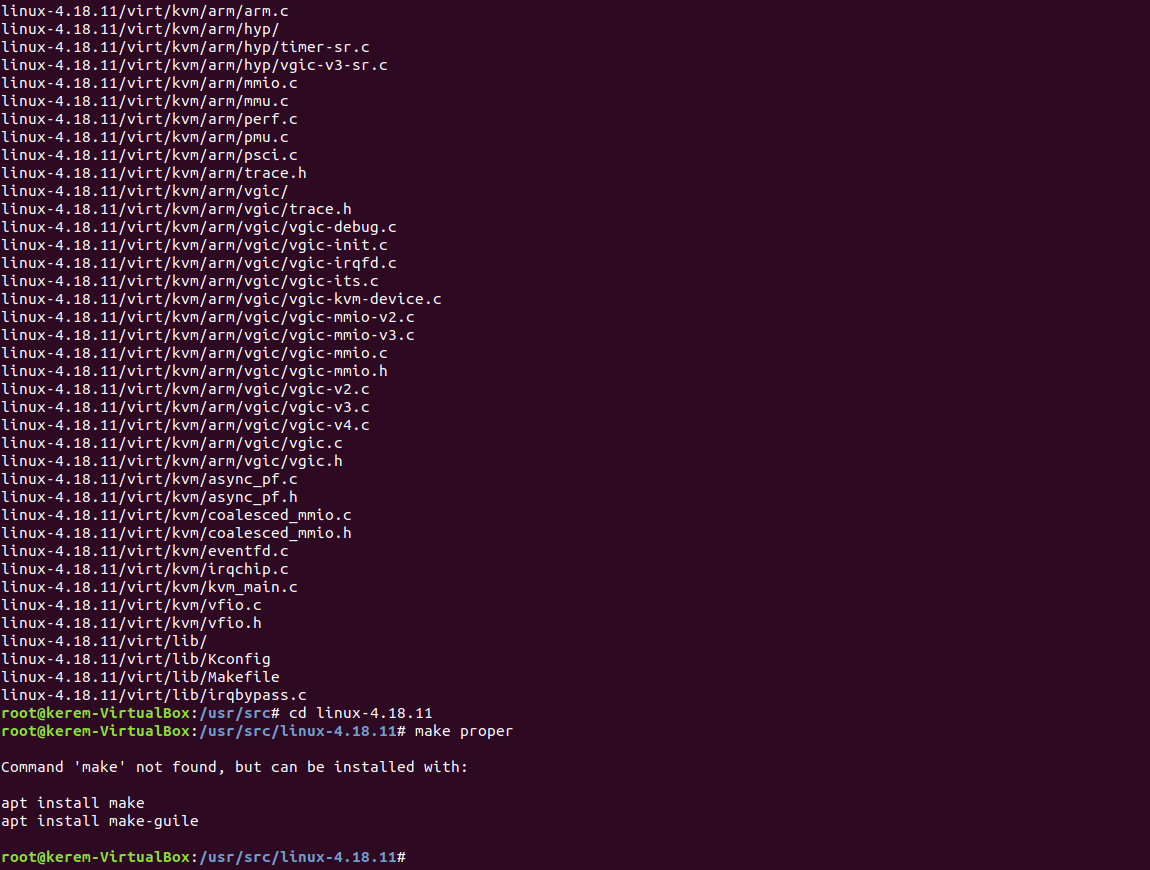 linux-4.18.11/virt/kvm/arm/arm.c
linux-4.18.11/virt/kvm/arm/hyp/
linux-4.18.11/virt/kvm/arm/hyp/timer-sr.c
linux-4.18.11/virt/kvm/arm/hyp/vgic-v3-sr.c
linux-4.18.11/virt/kvm/arm/mmio.c
linux-4.18.11/virt/kvm/arm/mmu.c
linux-4.18.11/virt/kvm/arm/perf.c
linux-4.18.11/virt/kvm/arm/pmu.c
linux-4.18.11/virt/kvm/arm/psci.c
linux-4.18.11/virt/kvm/arm/trace.h
linux-4.18.11/virt/kvm/arm/vgic/
linux-4.18.11/virt/kvm/arm/vgic/trace.h
linux-4.18.11/virt/kvm/arm/vgic/vgic-debug.c
linux-4.18.11/virt/kvm/arm/vgic/vgic-init.c
linux-4.18.11/virt/kvm/arm/vgic/vgic-irqfd.c
linux-4.18.11/virt/kvm/arm/vgic/vgic-its.c
linux-4.18.11/virt/kvm/arm/vgic/vgic-kvm-device.c
linux-4.18.11/virt/kvm/arm/vgic/vgic-mmio-v2.c
linux-4.18.11/virt/kvm/arm/vgic/vgic-mmio-v3.c
linux-4.18.11/virt/kvm/arm/vgic/vgic-mmio.c
linux-4.18.11/virt/kvm/arm/vgic/vgic-mmio.h
linux-4.18.11/virt/kvm/arm/vgic/vgic-v2.c
linux-4.18.11/virt/kvm/arm/vgic/vgic-v3.c
linux-4.18.11/virt/kvm/arm/vgic/vgic-v4.c
linux-4.18.11/virt/kvm/arm/vgic/vgic.c
linux-4.18.11/virt/kvm/arm/vgic/vgic.h
linux-4.18.11/virt/kvm/async_pf.c
linux-4.18.11/virt/kvm/async_pf.h
linux-4.18.11/virt/kvm/coalesced_mmio.c
linux-4.18.11/virt/kvm/coalesced_mmio.h
linux-4.18.11/virt/kvm/eventfd.c
linux-4.18.11/virt/kvm/irqchip.c
linux-4.18.11/virt/kvm/kvm_main.c
linux-4.18.11/virt/kvm/vfio.c
linux-4.18.11/virt/kvm/vfio.h
linux-4.18.11/virt/lib/
linux-4.18.11/virt/lib/Kconfig
linux-4.18.11/virt/lib/Makefile
linux-4.18.11/virt/lib/irqbypass.c
root@kerem-VirtualBox:/usr/src# cd linux-4.18.11
root@kerem-VirtualBox:/usr/src/linux-4.18.11# make proper
Command 'make' not found, but can be installed with:
apt install make
apt install make-guile
root@kerem-VirtualBox:/usr/src/linux-4.18.11#